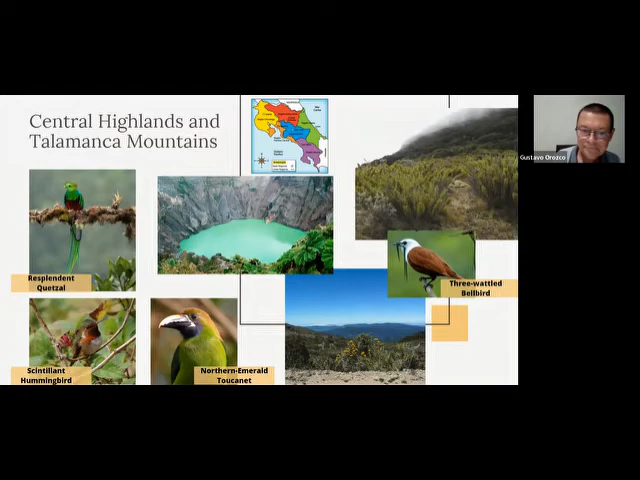 Central Highlands and
Talamanca Mountains
Gustavo Orozco
Resplendent
Quetzal
Three-wattled
Bellbird
Scintillant
Hummingbird
Northern-Emerald
Toucanet